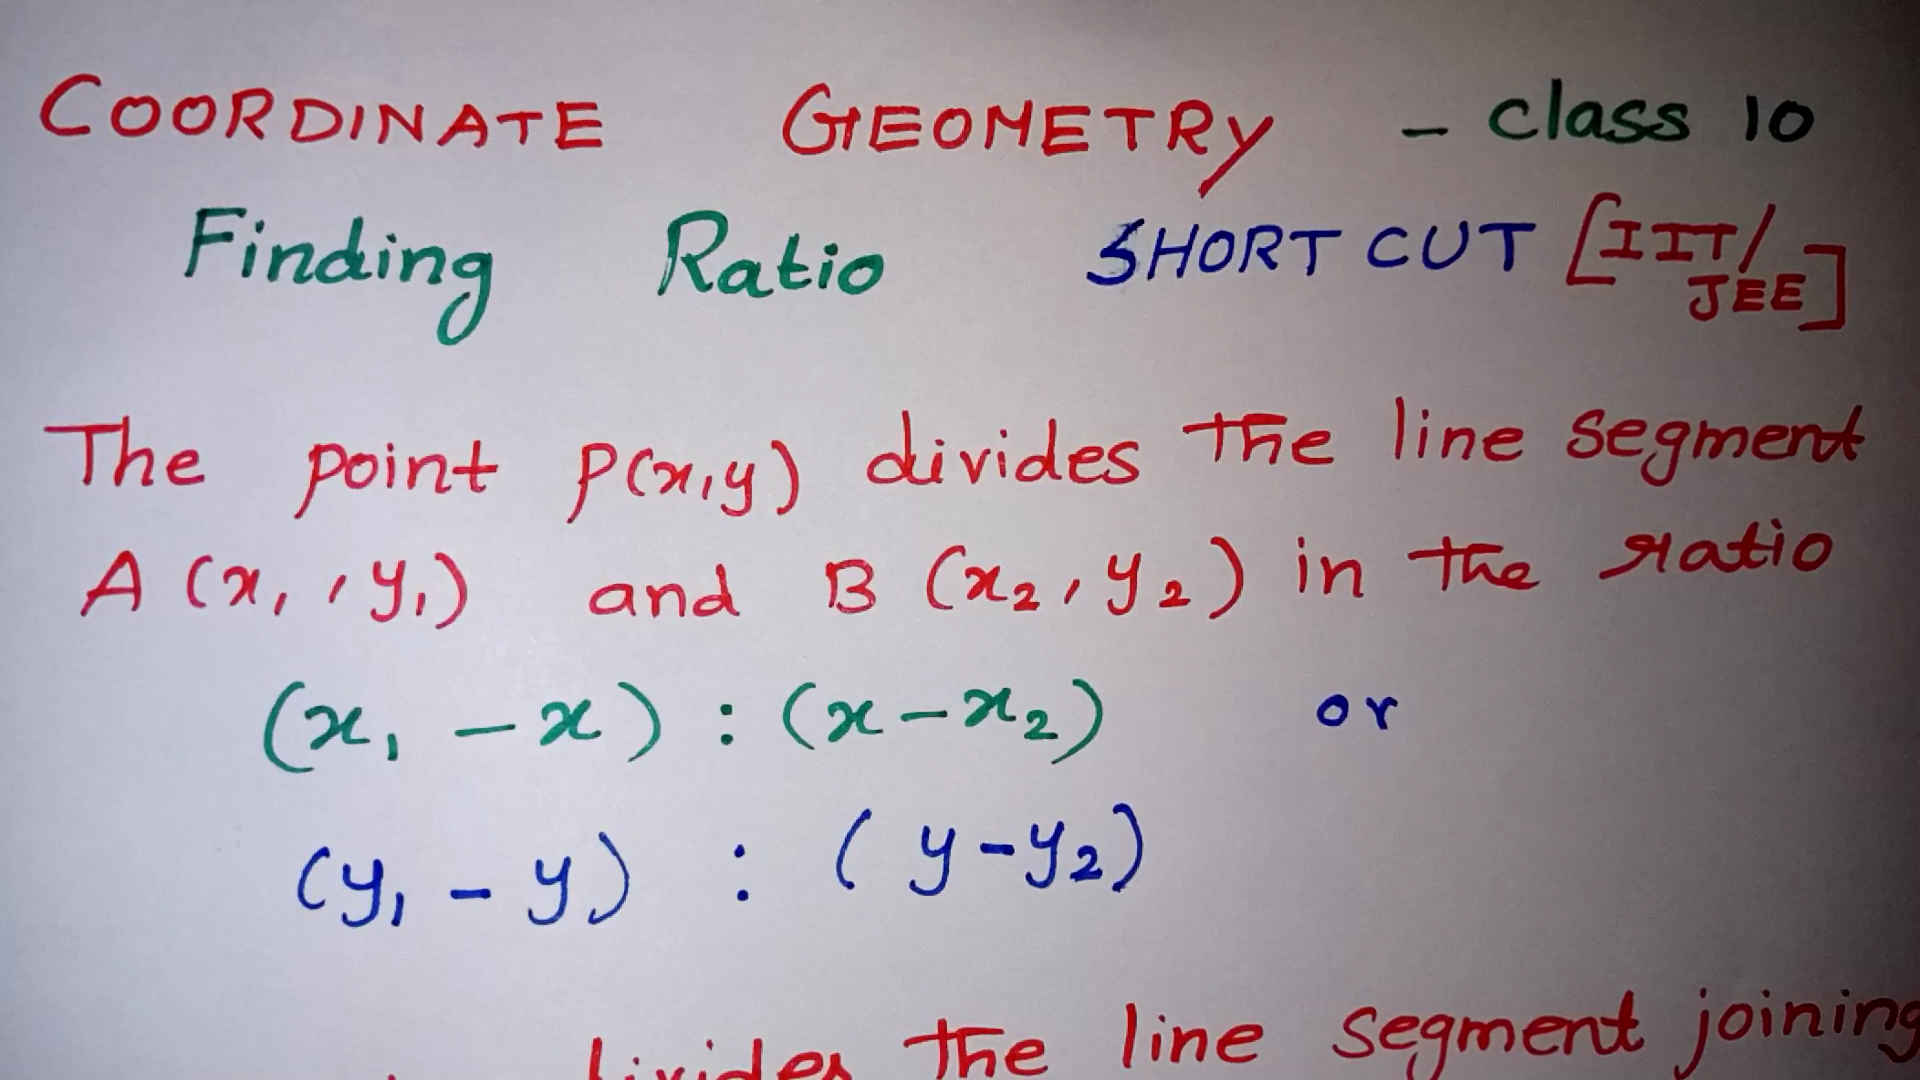 COORDINATE GEOMETRY - class 10
Finding Ratio SHORT CUT [IIT/JEE]
The point P(x,y) divides the line segment
A (x₁, y₁) and B (x₂, y₂) in the ratio
(x₁ - x) : (x - x₂) or
(y₁ - y) : (y - y₂)
divides the line segment joining